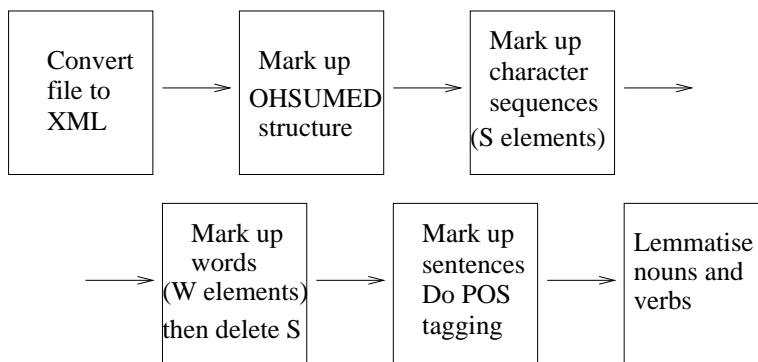 Convert
file to
XML
Mark up
OHSUMED
structure
Mark up
character
sequences
(S elements)
Mark up
words
(W elements)
then delete S
Mark up
sentences
Do POS
tagging
Lemmatise
nouns and
verbs